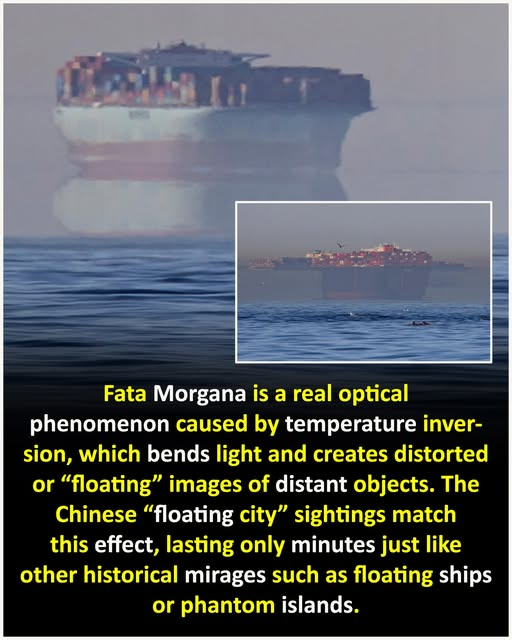 Fata Morgana is a real optical
phenomenon caused by temperature inver-
sion, which bends light and creates distorted
or “floating” images of distant objects. The
Chinese “floating city” sightings match
this effect, lasting only minutes just like
other historical mirages such as floating ships
or phantom islands.